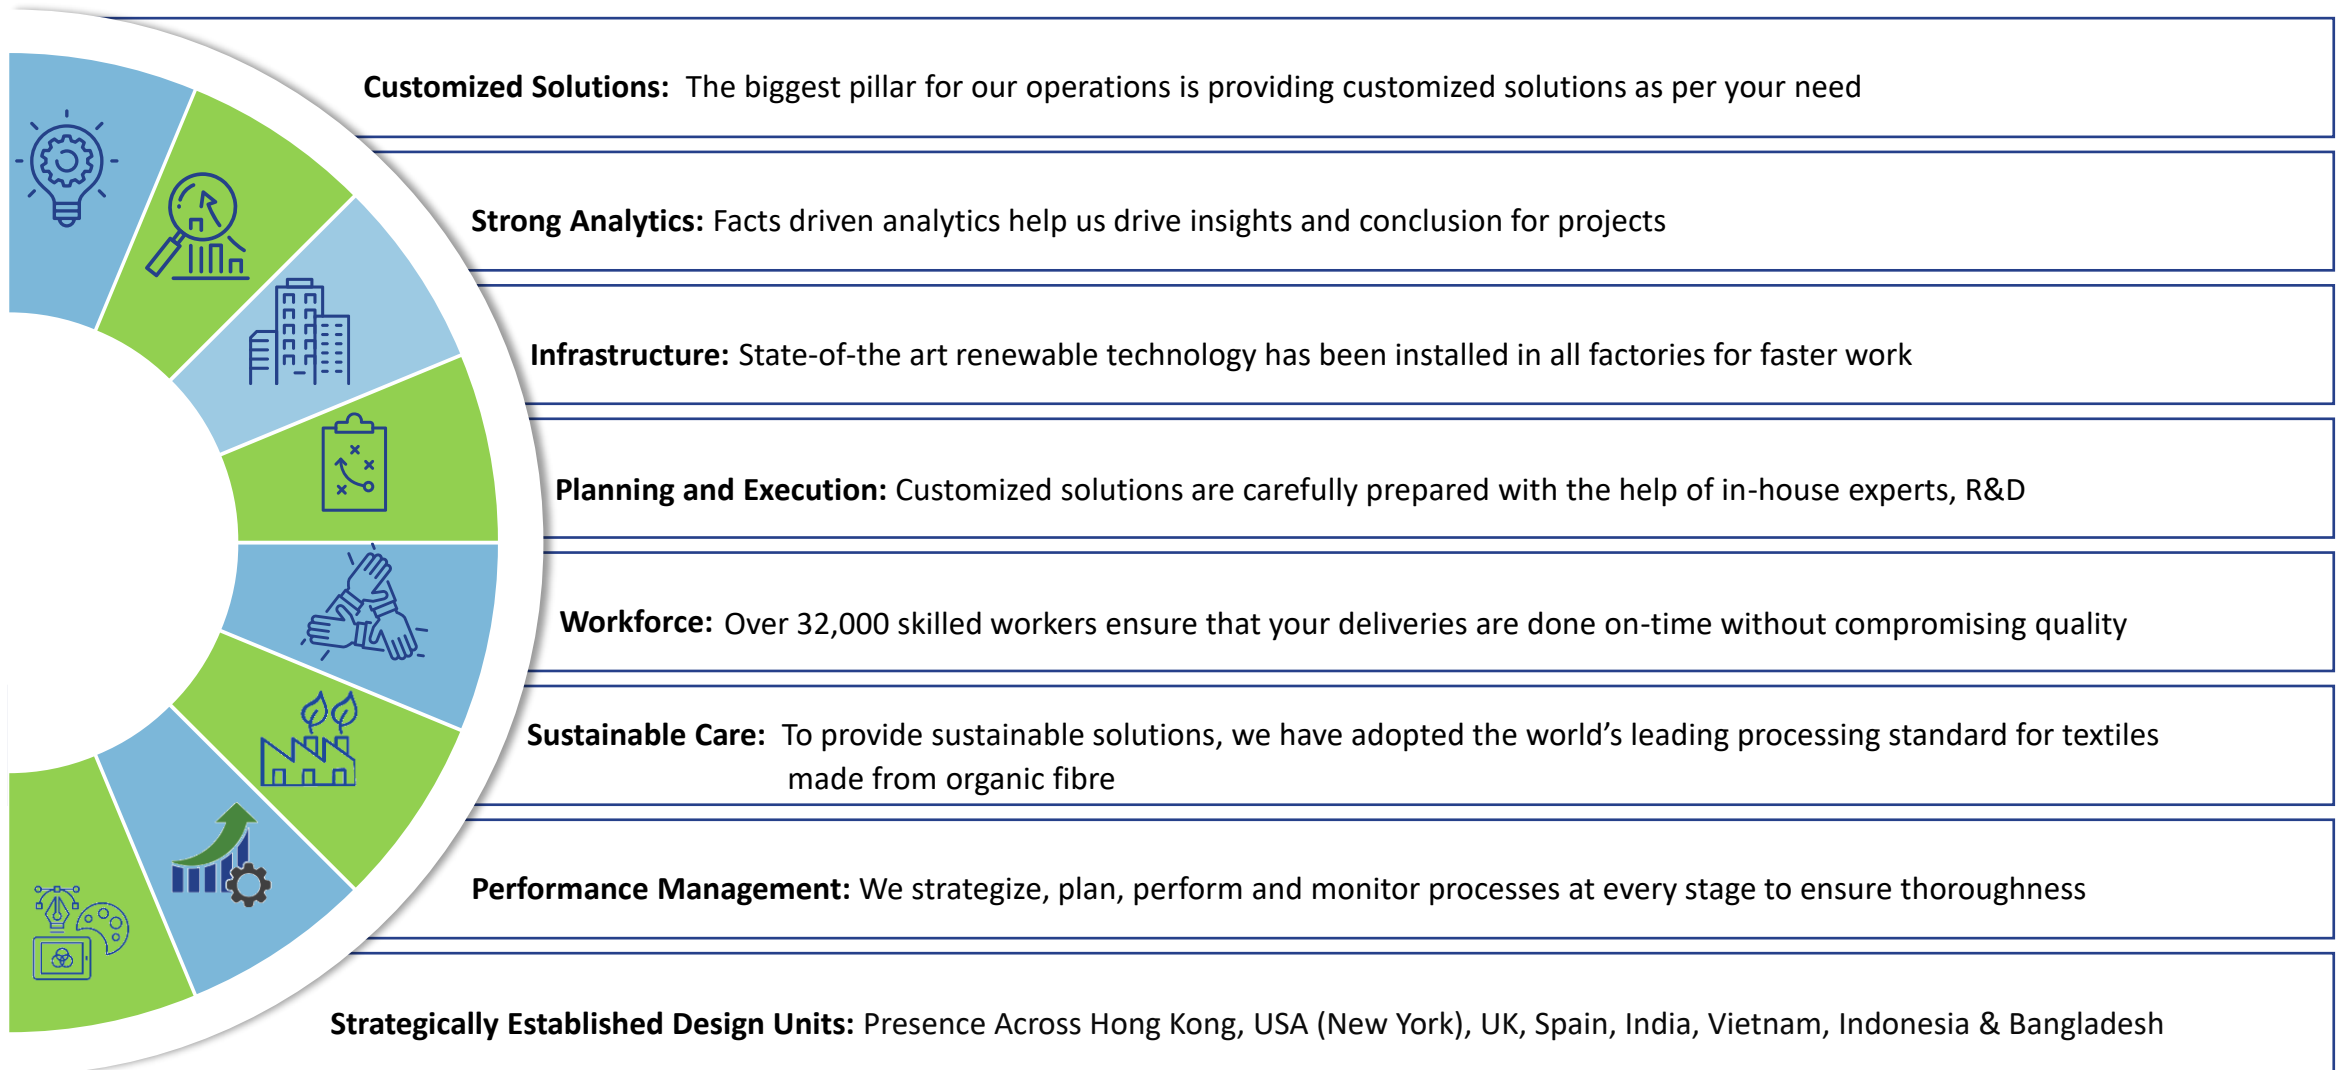 Customized Solutions: The biggest pillar for our operations is providing customized solutions as per your need
Strong Analytics: Facts driven analytics help us drive insights and conclusion for projects
Infrastructure: State-of-the art renewable technology has been installed in all factories for faster work
Planning and Execution: Customized solutions are carefully prepared with the help of in-house experts, R&D
Workforce: Over 32,000 skilled workers ensure that your deliveries are done on-time without compromising quality
Sustainable Care: To provide sustainable solutions, we have adopted the world’s leading processing standard for textiles
made from organic fibre
Performance Management: We strategize, plan, perform and monitor processes at every stage to ensure thoroughness
Strategically Established Design Units: Presence Across Hong Kong, USA (New York), UK, Spain, India, Vietnam, Indonesia & Bangladesh